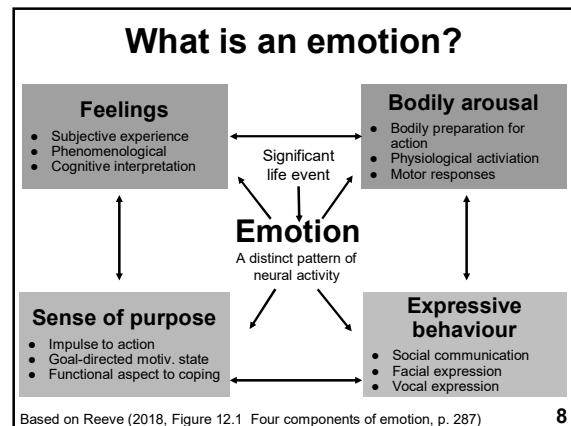 What is an emotion?
Feelings
● Subjective experience
● Phenomenological
● Cognitive interpretation
Bodily arousal
● Bodily preparation for
action
● Physiological activiation
● Motor responses
Significant
life event
Emotion
A distinct pattern of
neural activity
Sense of purpose
● Impulse to action
● Goal-directed motiv. state
● Functional aspect to coping
Expressive
behaviour
● Social communication
● Facial expression
● Vocal expression
Based on Reeve (2018, Figure 12.1 Four components of emotion, p. 287)
8